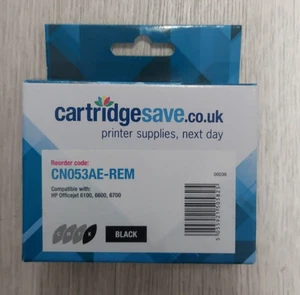 cartridgesave.co.uk
printer supplies, next day
Reorder code:
CN053AE-REM
Compatible with:
HP Officejet 6100, 6600, 6700
K
BLACK